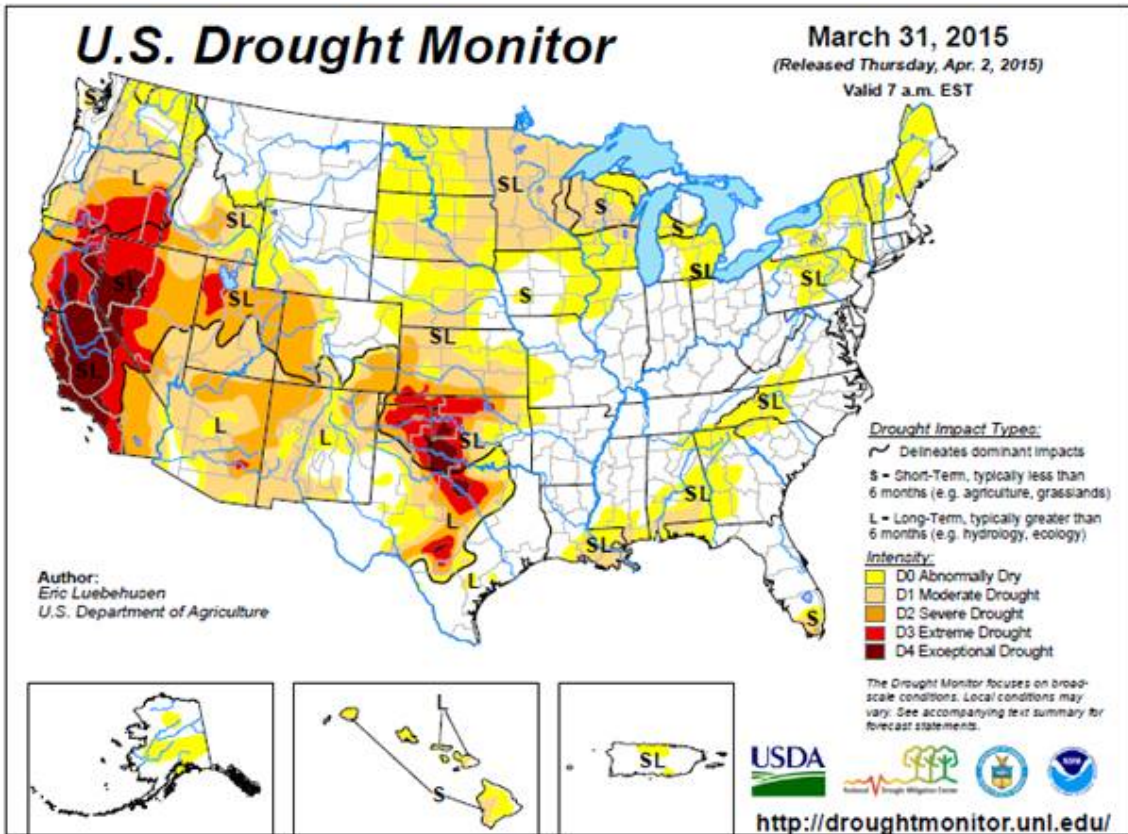 U.S. Drought Monitor
March 31, 2015
(Released Thursday, Apr. 2, 2015)
Valid 7 a.m. EST
S
L
SL
SL
SL
SL
L
L
SL
SL
L
L
SL
S
S
S
SL
SL
SL
SL
SL
S
Drought Impact Types:
Delineates dominant impacts
S = Short-Term, typically less than
6 months (e.g. agriculture, grasslands)
L = Long-Term, typically greater than
6 months (e.g. hydrology, ecology)
Intensity:
D0 Abnormally Dry
D1 Moderate Drought
D2 Severe Drought
D3 Extreme Drought
D4 Exceptional Drought
Author:
Eric Luebehusen
U.S. Department of Agriculture
The Drought Monitor focuses on broad-
scale conditions. Local conditions may
vary. See accompanying text summary for
forecast statements.
L
S
SL
USDA
National Drought Mitigation Center
http://droughtmonitor.unl.edu/